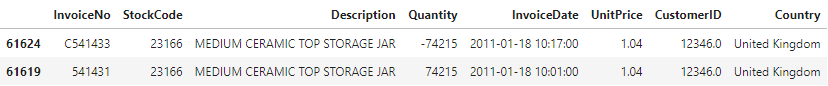 InvoiceNo StockCode Description Quantity InvoiceDate UnitPrice CustomerID Country
61624 C541433 23166 MEDIUM CERAMIC TOP STORAGE JAR -74215 2011-01-18 10:17:00 1.04 12346.0 United Kingdom
61619 541431 23166 MEDIUM CERAMIC TOP STORAGE JAR 74215 2011-01-18 10:01:00 1.04 12346.0 United Kingdom